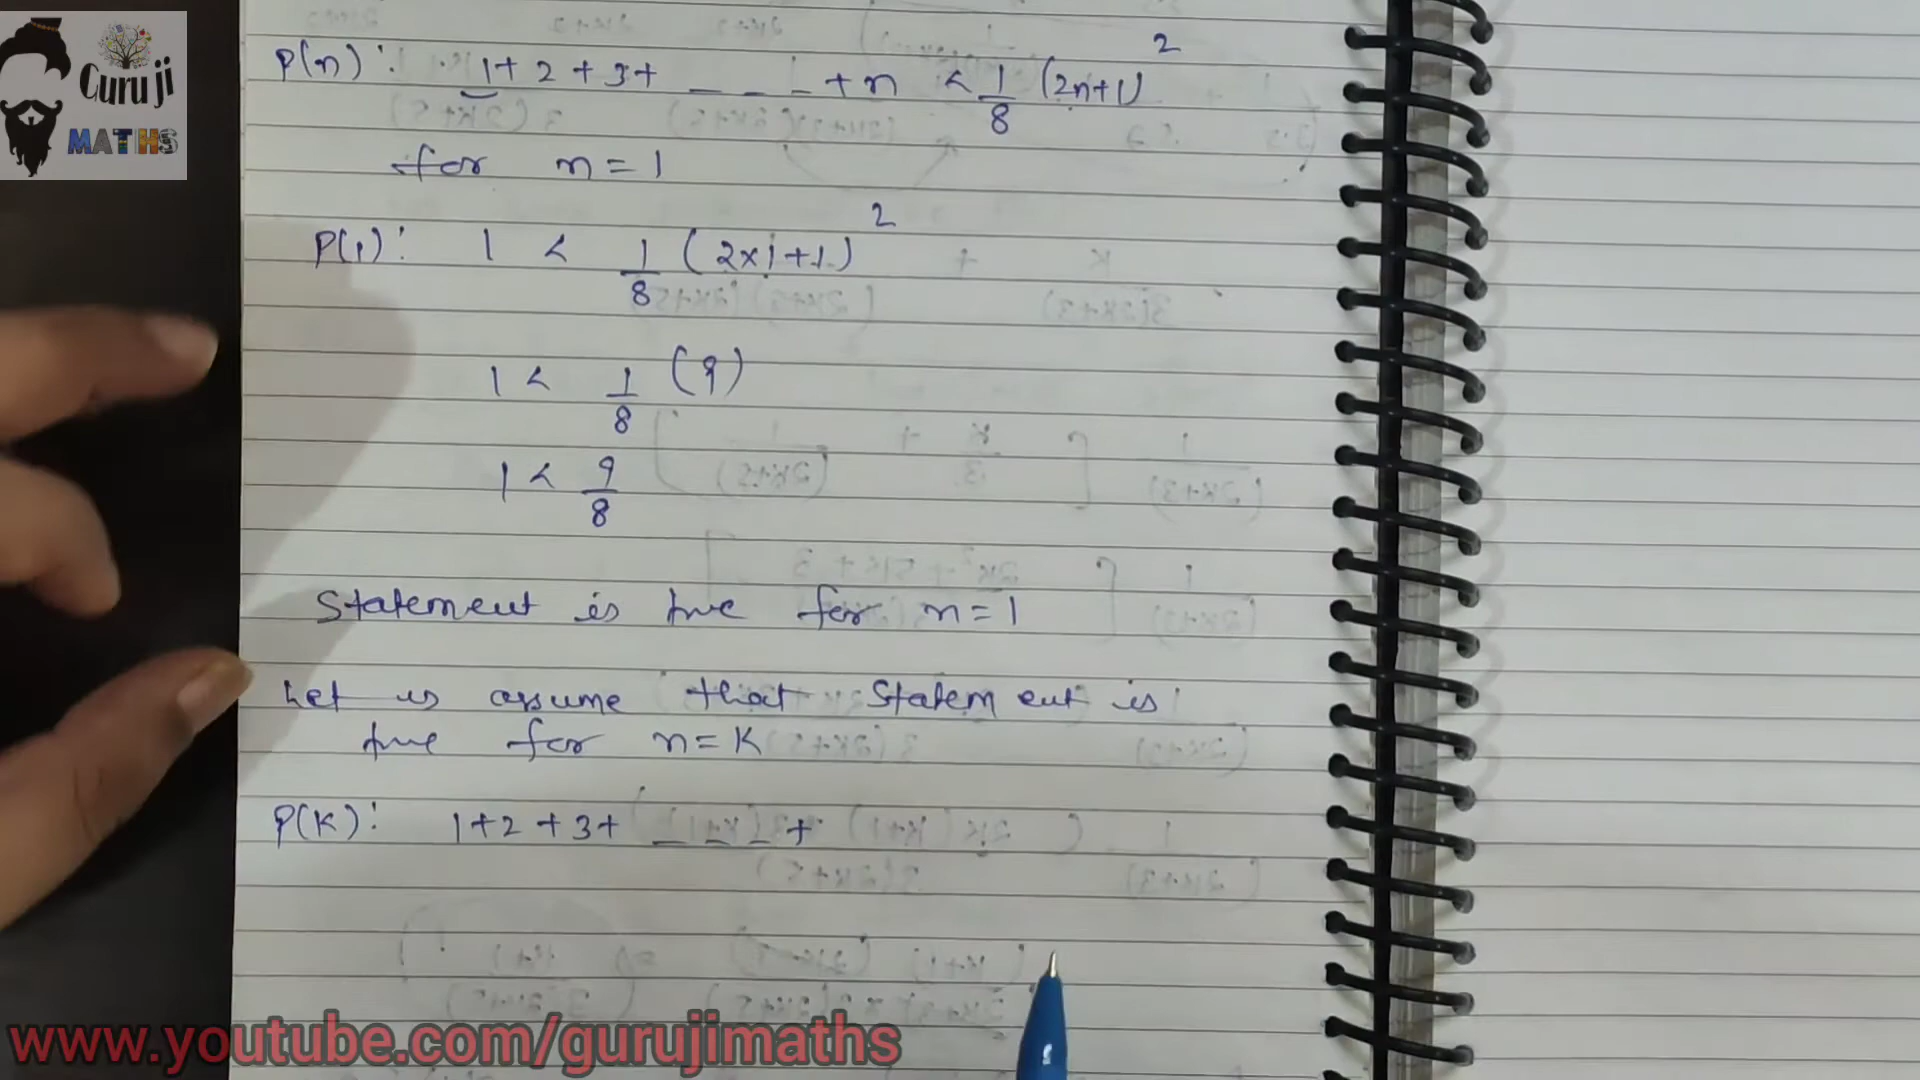 Guru ji
MATHS
P(n): 1+2+3+ _ _ _ +n < 1/8 (2n+1)²
for n=1
P(1): 1 < 1/8 (2×1+1)²
1 < 1/8 (9)
1 < 9/8
Statement is true for n=1
Let us assume that Statement is
true for n=K
P(K): 1+2+3+ _ _ _ +
www.youtube.com/gurujimaths